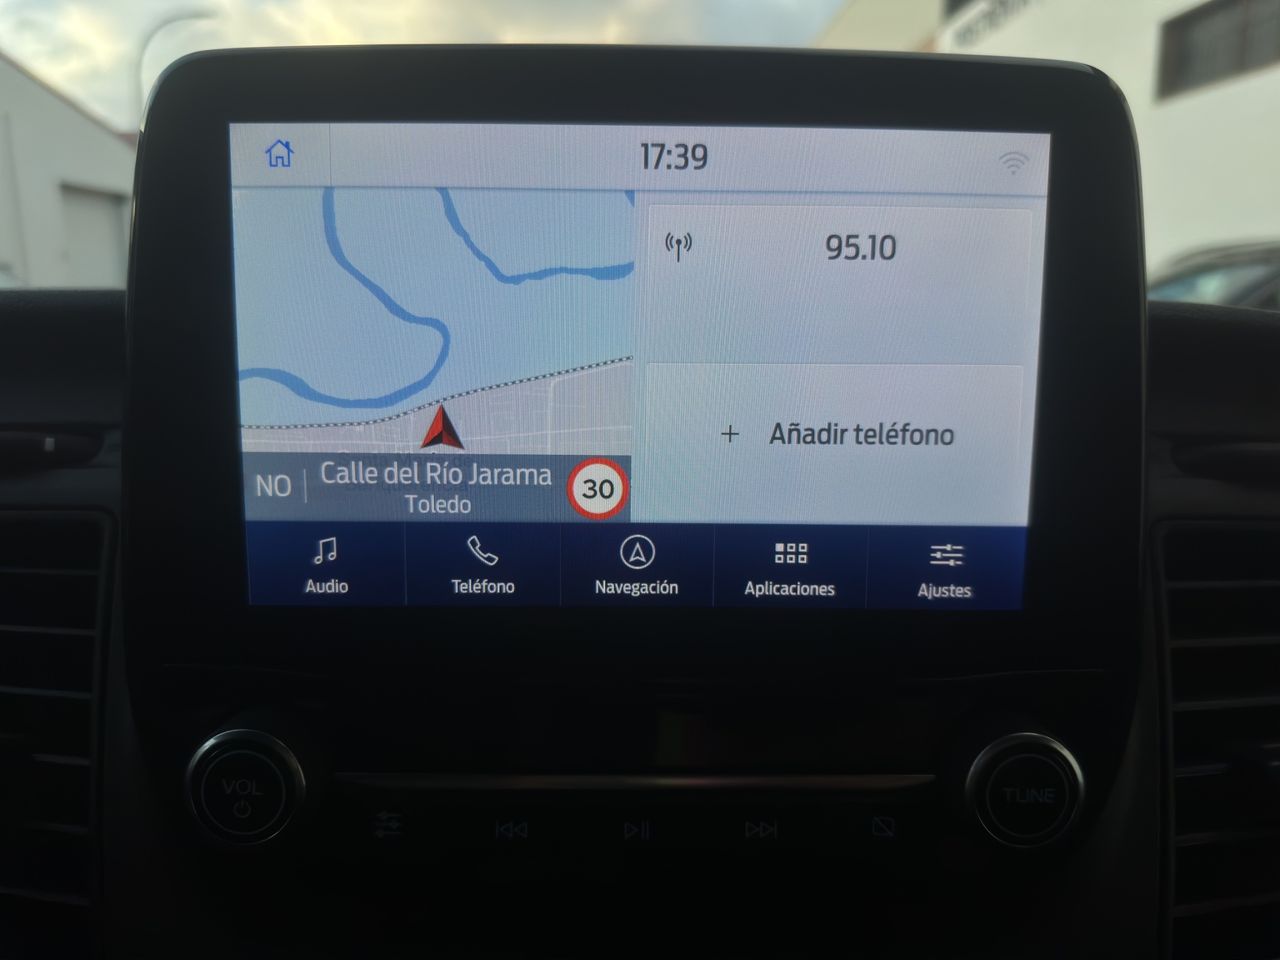 17:39
95.10
+ Añadir teléfono
NO
Calle del Río Jarama
Toledo
30
Audio
Teléfono
Navegación
Aplicaciones
Ajustes
VOL
TUNE